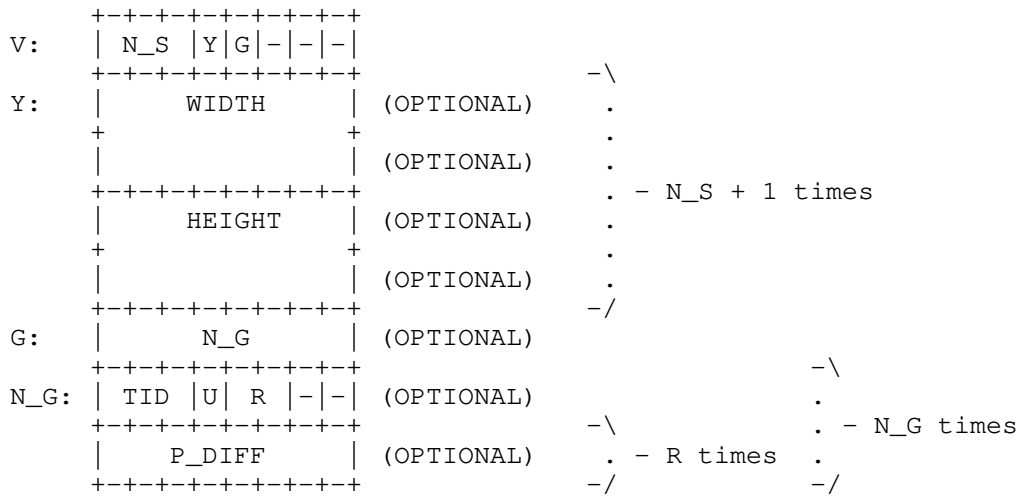 +-+-+-+-+-+-+-+-+
V:   | N_S |Y|G|-|-|-|
     +-+-+-+-+-+-+-+-+              -\
Y:   |     WIDTH     | (OPTIONAL)    .
     +               +               .
     |               | (OPTIONAL)    .
     +-+-+-+-+-+-+-+-+               . - N_S + 1 times
     |     HEIGHT    | (OPTIONAL)    .
     +               +               .
     |               | (OPTIONAL)    .
     +-+-+-+-+-+-+-+-+              -/
G:   |      N_G      | (OPTIONAL)
     +-+-+-+-+-+-+-+-+                            -\
N_G: | TID |U| R |-|-| (OPTIONAL)                 .
     +-+-+-+-+-+-+-+-+              -\            . - N_G times
     |    P_DIFF     | (OPTIONAL)    . - R times  .
     +-+-+-+-+-+-+-+-+              -/            -/